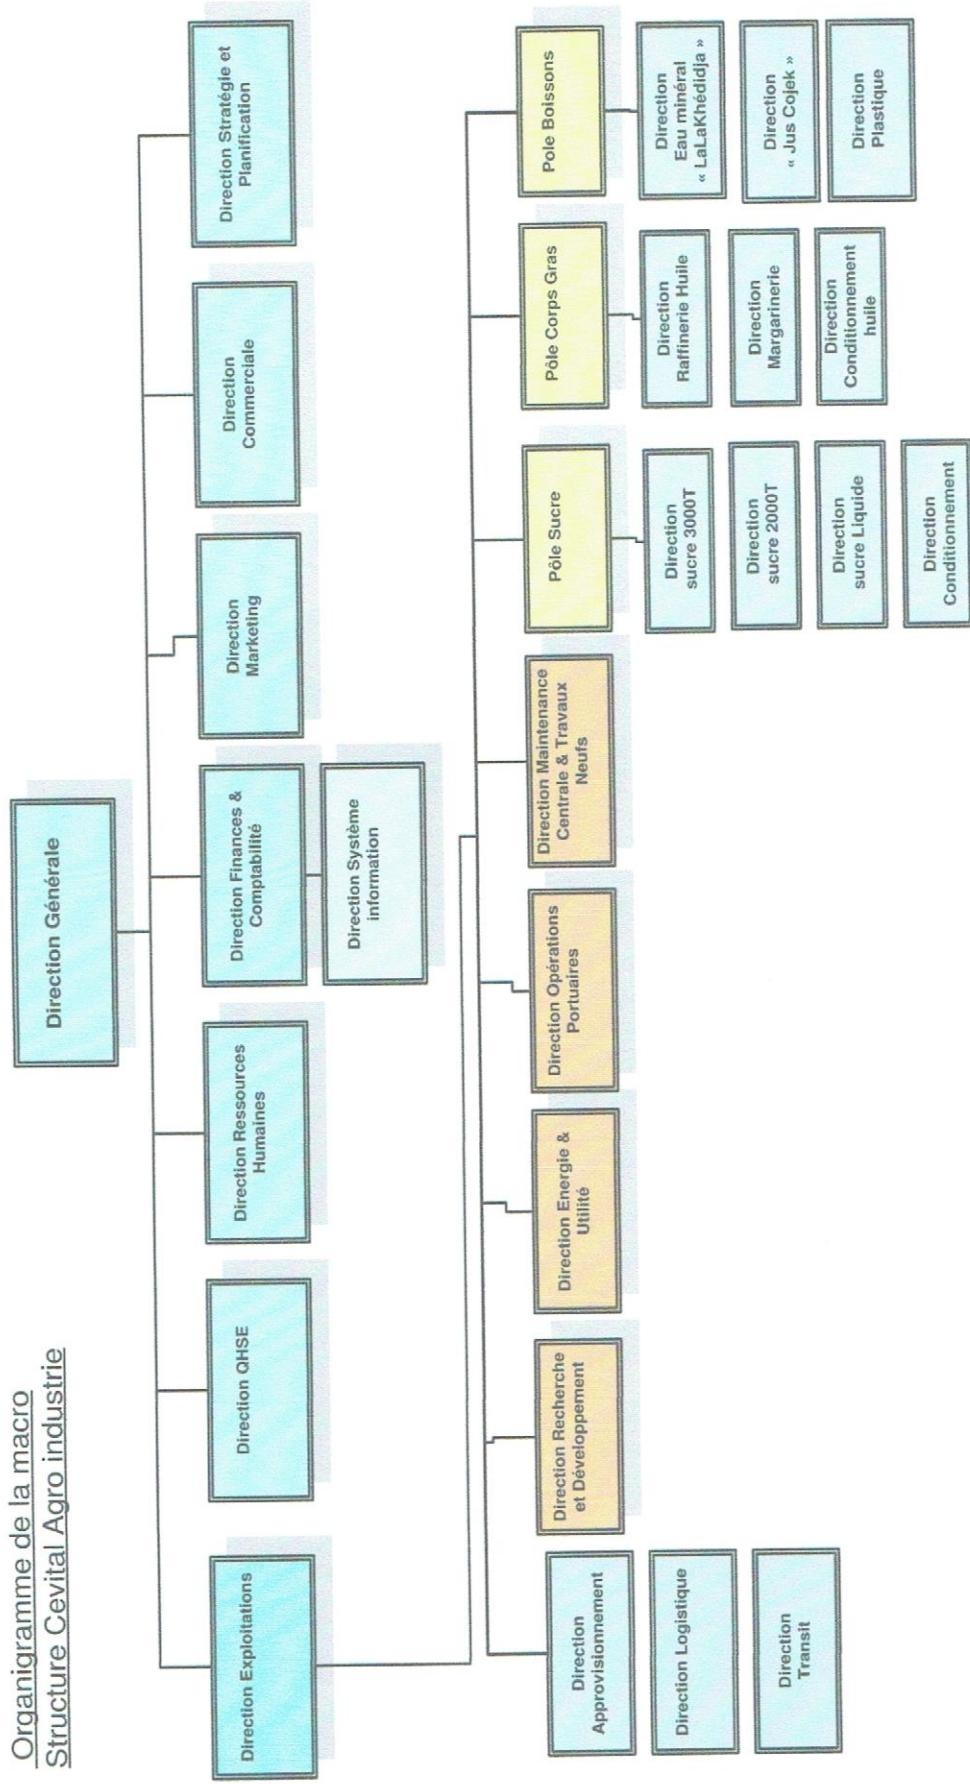 Organigramme de la macro
Structure Cevital Agro industrie
Direction Générale
Direction Exploitations
Direction QHSE
Direction Ressources
Humaines
Direction Finances &
Comptabilité
Direction Système
information
Direction
Marketing
Direction
Commerciale
Direction Stratégie et
Planification
Direction
Approvisionnement
Direction Logistique
Direction
Transit
Direction Recherche
et Développement
Direction Energie &
Utilité
Direction Opérations
Portuaires
Direction Maintenance
Centrale & Travaux
Neufs
Pôle Sucre
Direction
sucre 3000T
Direction
sucre 2000T
Direction
sucre Liquide
Direction
Conditionnement
Pôle Corps Gras
Direction
Raffinerie Huile
Direction
Margarinerie
Direction
Conditionnement
huile
Pole Boissons
Direction
Eau minéral
« LaLaKhédidja »
Direction
« Jus Cojek »
Direction
Plastique